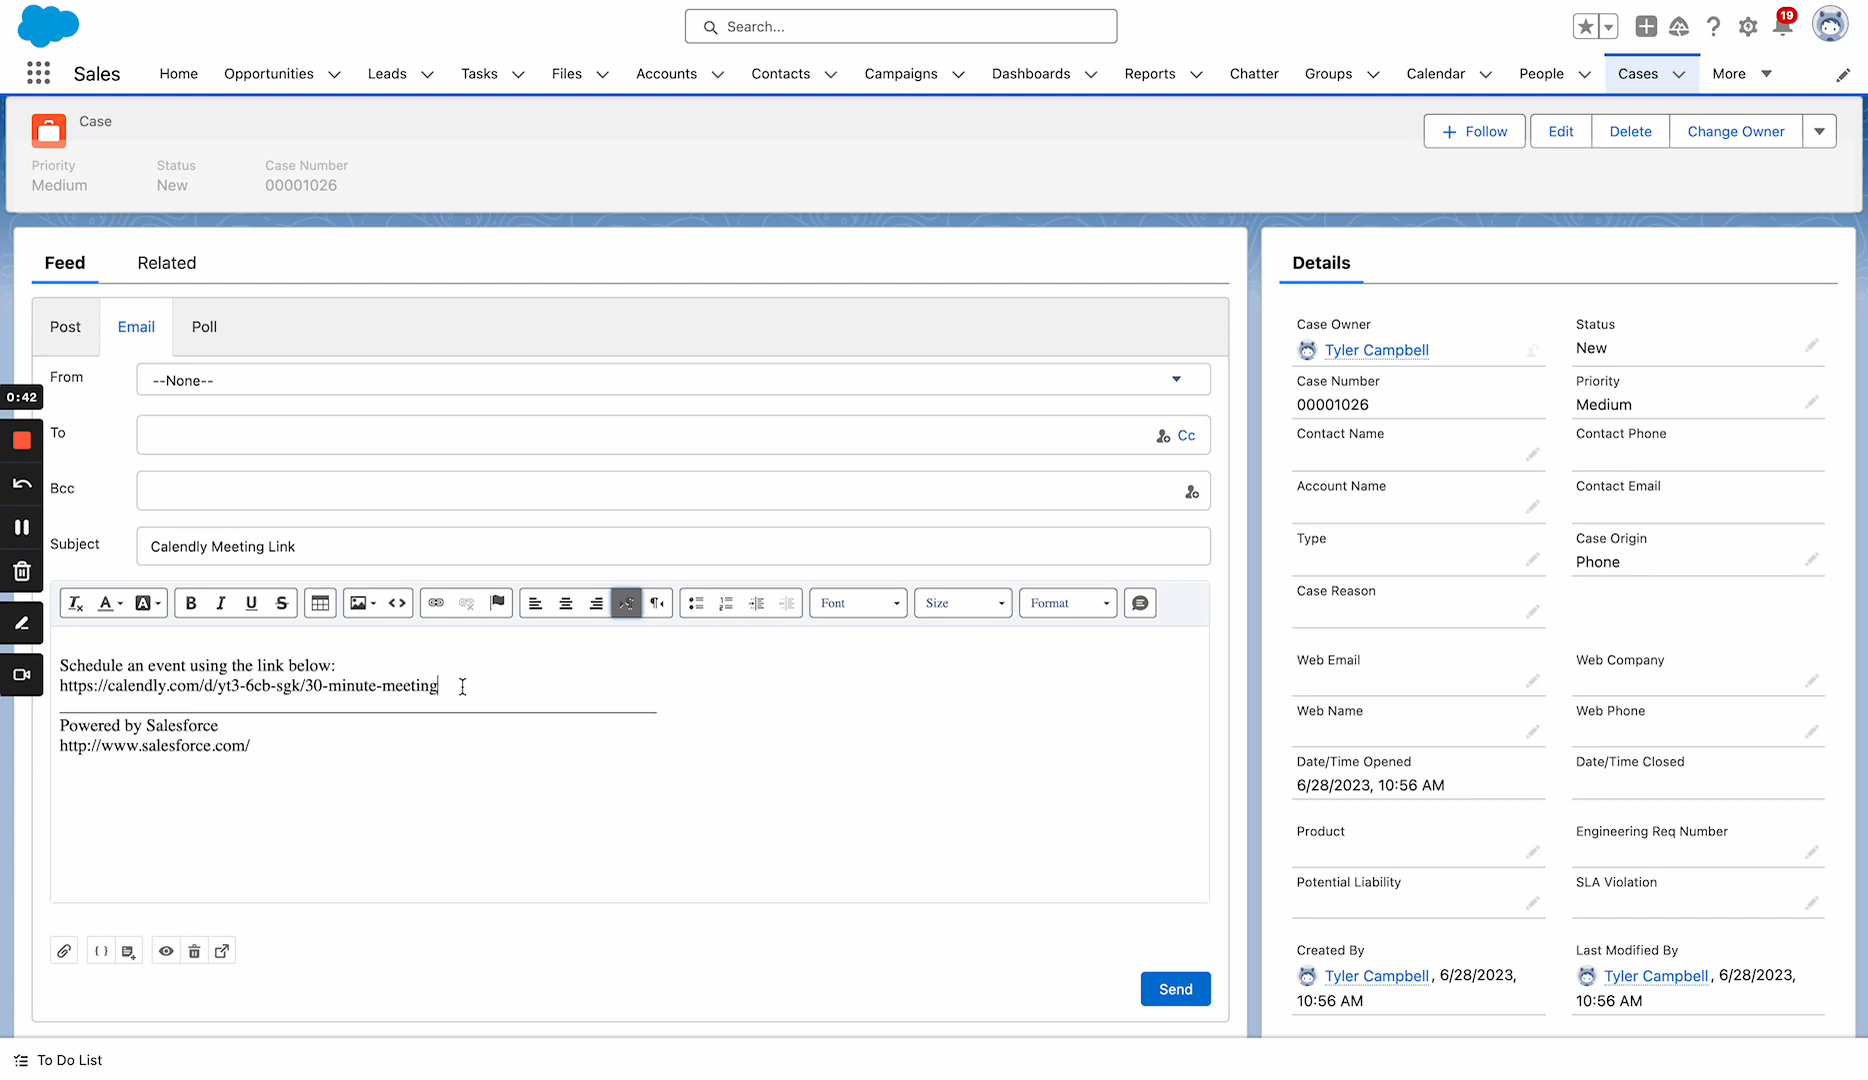 Search...
19
Sales
Home
Opportunities
Leads
Tasks
Files
Accounts
Contacts
Campaigns
Dashboards
Reports
Chatter
Groups
Calendar
People
Cases
More
Case
+ Follow
Edit
Delete
Change Owner
Priority
Status
Case Number
Medium
New
00001026
Feed
Related
Post
Email
Poll
From
--None--
0:42
To
Cc
Bcc
Subject
Calendly Meeting Link
Font
Size
Format
Schedule an event using the link below:
https://calendly.com/d/yt3-6cb-sgk/30-minute-meeting
Powered by Salesforce
http://www.salesforce.com/
Send
Details
Case Owner
Tyler Campbell
Status
New
Case Number
00001026
Priority
Medium
Contact Name
Contact Phone
Account Name
Contact Email
Type
Case Origin
Phone
Case Reason
Web Email
Web Company
Web Name
Web Phone
Date/Time Opened
6/28/2023, 10:56 AM
Date/Time Closed
Product
Engineering Req Number
Potential Liability
SLA Violation
Created By
Tyler Campbell, 6/28/2023,
10:56 AM
Last Modified By
Tyler Campbell, 6/28/2023,
10:56 AM
To Do List